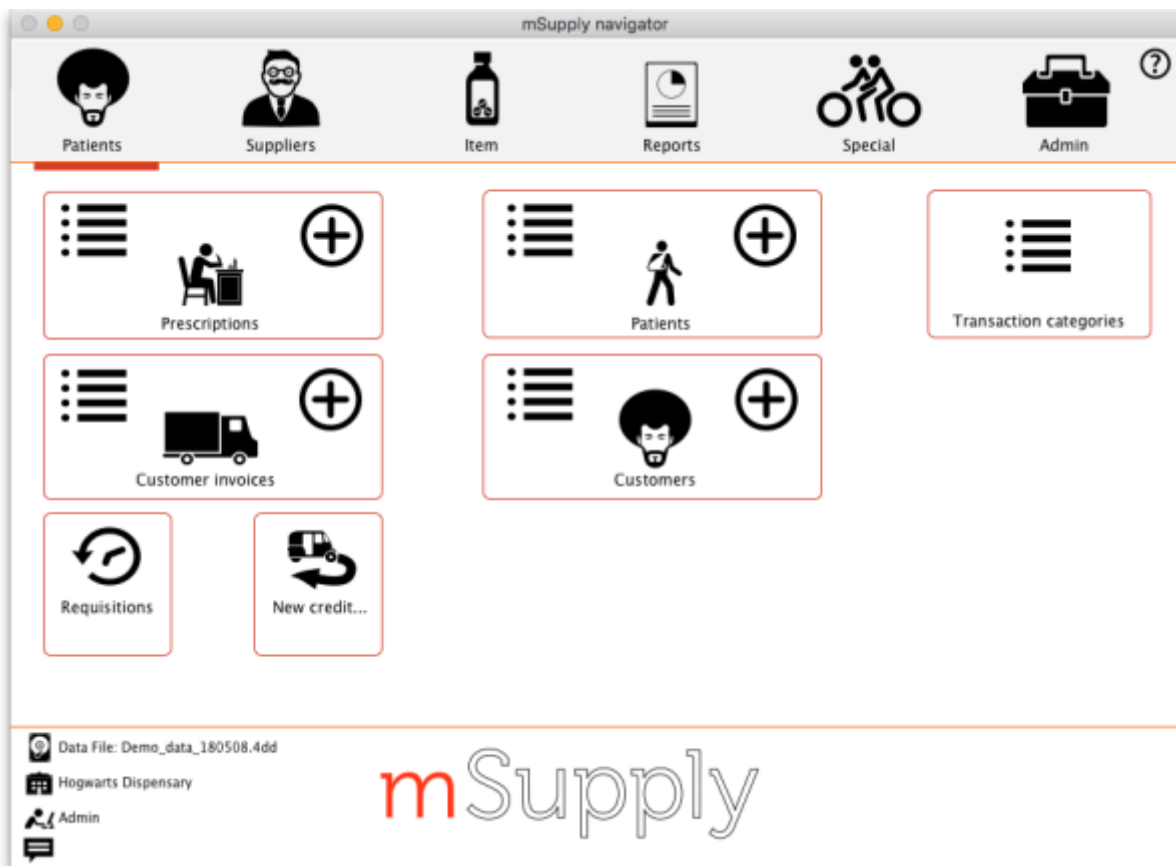 mSupply navigator
?
Patients
Suppliers
Item
Reports
Special
Admin
Prescriptions
Patients
Transaction categories
Customer invoices
Customers
Requisitions
New credit...
Data File: Demo_data_180508.4dd
Hogwarts Dispensary
Admin
mSupply